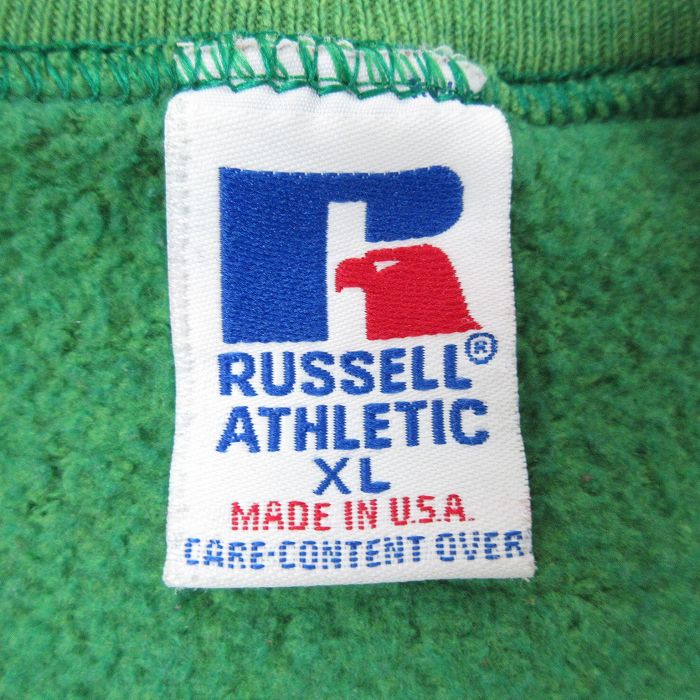 R
RUSSELL®
ATHLETIC
XL
MADE IN U.S.A.
CARE-CONTENT OVER